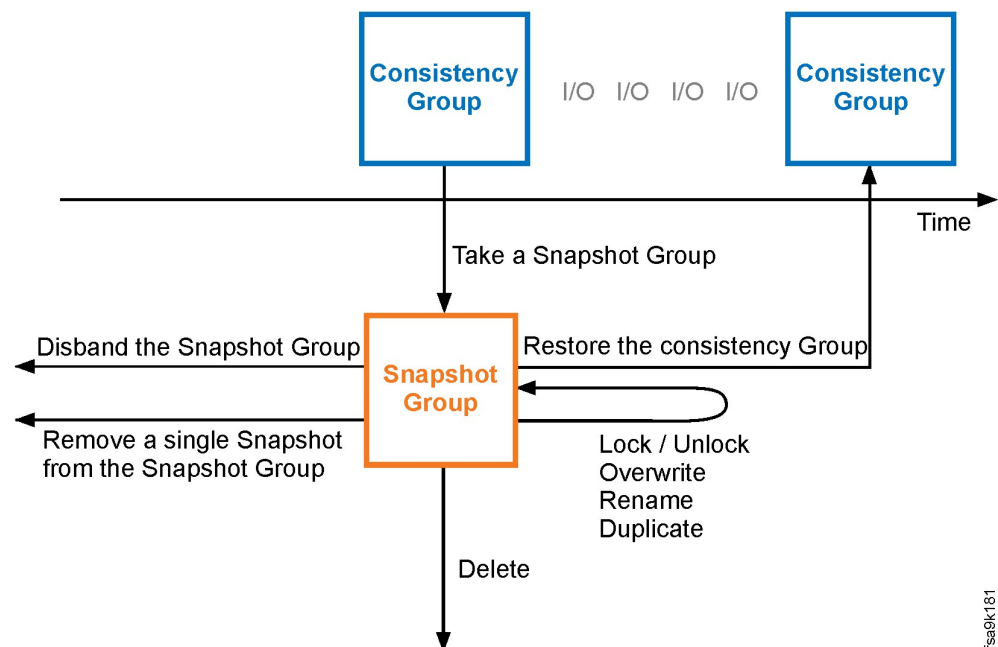 Consistency
Group
I/O I/O I/O I/O
Consistency
Group
Time
Take a Snapshot Group
Disband the Snapshot Group
Snapshot
Group
Restore the consistency Group
Remove a single Snapshot
from the Snapshot Group
Lock / Unlock
Overwrite
Rename
Duplicate
Delete
fsa9k181